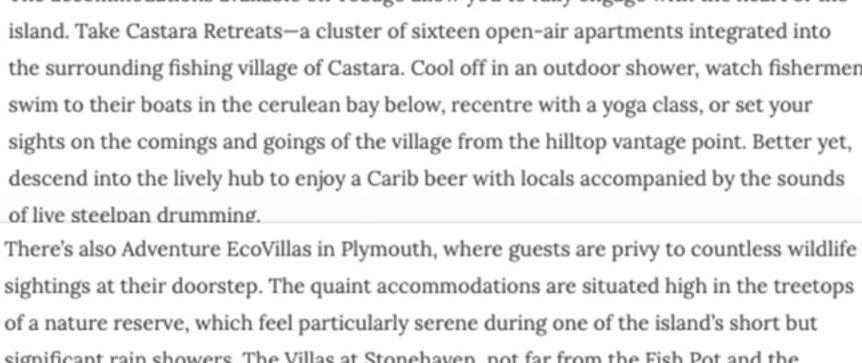 island. Take Castara Retreats—a cluster of sixteen open-air apartments integrated into
the surrounding fishing village of Castara. Cool off in an outdoor shower, watch fishermen
swim to their boats in the cerulean bay below, recentre with a yoga class, or set your
sights on the comings and goings of the village from the hilltop vantage point. Better yet,
descend into the lively hub to enjoy a Carib beer with locals accompanied by the sounds
of live steelpan drumming.
There's also Adventure EcoVillas in Plymouth, where guests are privy to countless wildlife
sightings at their doorstep. The quaint accommodations are situated high in the treetops
of a nature reserve, which feel particularly serene during one of the island's short but
significant rain showers. The Villas at Stonehaven, not far from the Fish Pot and the